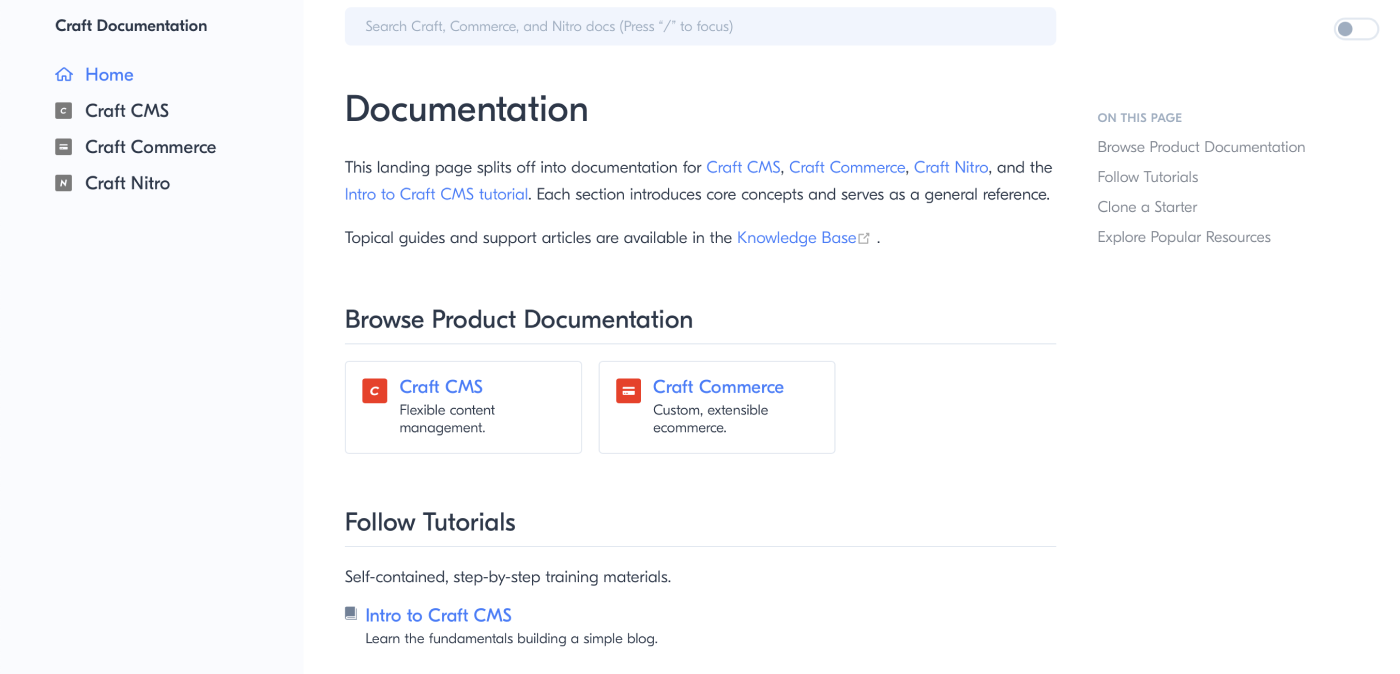 Craft Documentation
Home
Craft CMS
Craft Commerce
Craft Nitro
Search Craft, Commerce, and Nitro docs (Press “/” to focus)
Documentation
This landing page splits off into documentation for Craft CMS, Craft Commerce, Craft Nitro, and the
Intro to Craft CMS tutorial. Each section introduces core concepts and serves as a general reference.
Topical guides and support articles are available in the Knowledge Base .
Browse Product Documentation
C
Craft CMS
Flexible content
management.
Craft Commerce
Custom, extensible
ecommerce.
Follow Tutorials
Self-contained, step-by-step training materials.
Intro to Craft CMS
Learn the fundamentals building a simple blog.
ON THIS PAGE
Browse Product Documentation
Follow Tutorials
Clone a Starter
Explore Popular Resources